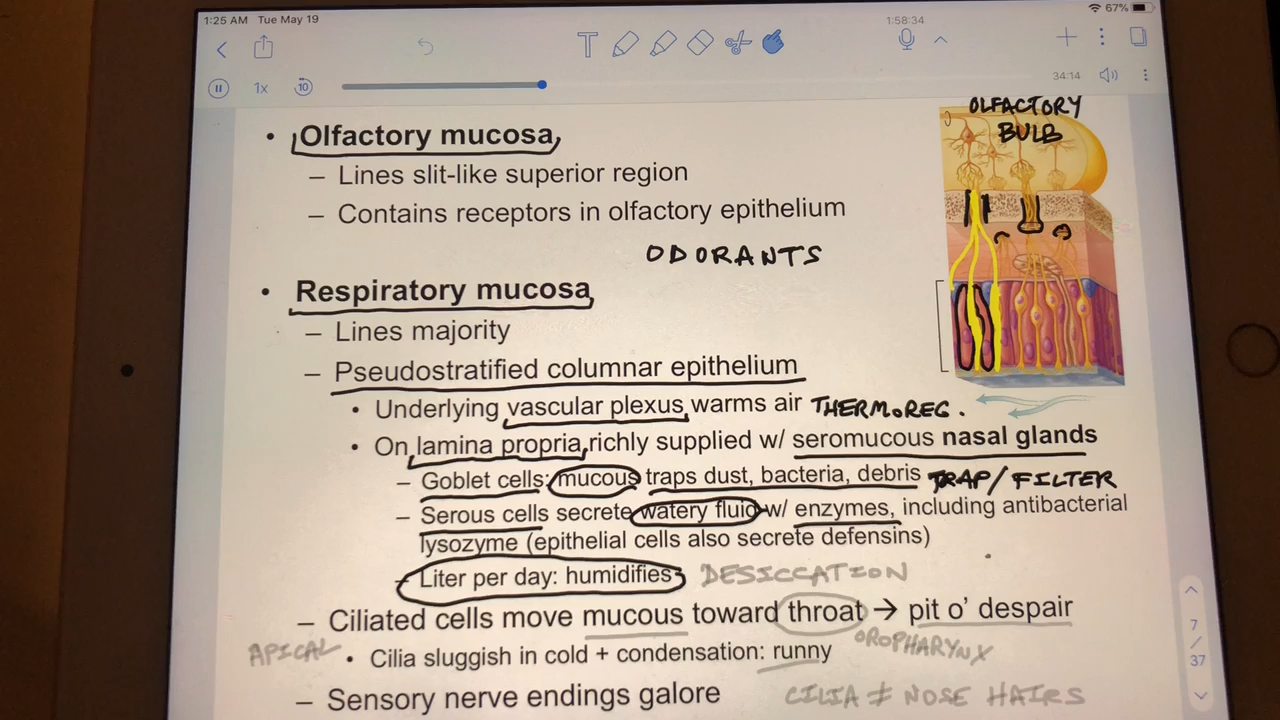 1:25 AM Tue May 19
67%
1:58:34
T
1x
10
34:14
OLFACTORY
BULB
• Olfactory mucosa
– Lines slit-like superior region
– Contains receptors in olfactory epithelium
ODORANTS
• Respiratory mucosa
– Lines majority
– Pseudostratified columnar epithelium
• Underlying vascular plexus warms air THERMOREG.
• On lamina propria richly supplied w/ seromucous nasal glands
– Goblet cells: mucous traps dust, bacteria, debris TRAP/FILTER
– Serous cells secrete watery fluid w/ enzymes, including antibacterial
lysozyme (epithelial cells also secrete defensins)
– Liter per day: humidifies DESICCATION
– Ciliated cells move mucous toward throat → pit o’ despair
APICAL • Cilia sluggish in cold + condensation: runny OROPHARYNX
– Sensory nerve endings galore CILIA ≠ NOSE HAIRS
7
/
37